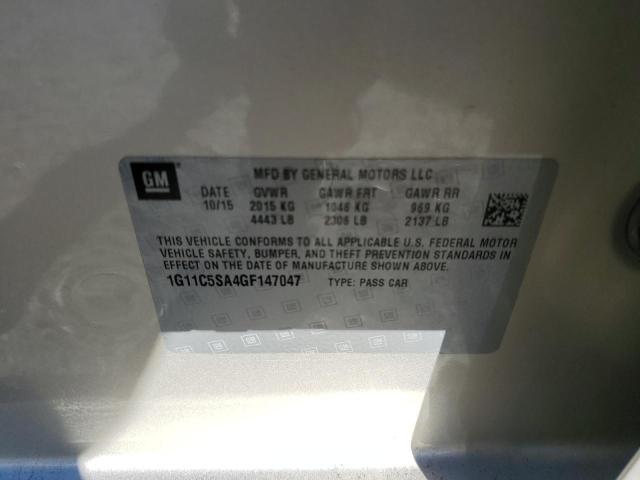 GM
MFD BY GENERAL MOTORS LLC
DATE GVWR GAWR FRT GAWR RR
10/15 2015 KG 1046 KG 969 KG
4443 LB 2306 LB 2137 LB
THIS VEHICLE CONFORMS TO ALL APPLICABLE U.S. FEDERAL MOTOR
VEHICLE SAFETY, BUMPER, AND THEFT PREVENTION STANDARDS IN
EFFECT ON THE DATE OF MANUFACTURE SHOWN ABOVE.
1G11C5SA4GF147047 TYPE: PASS CAR